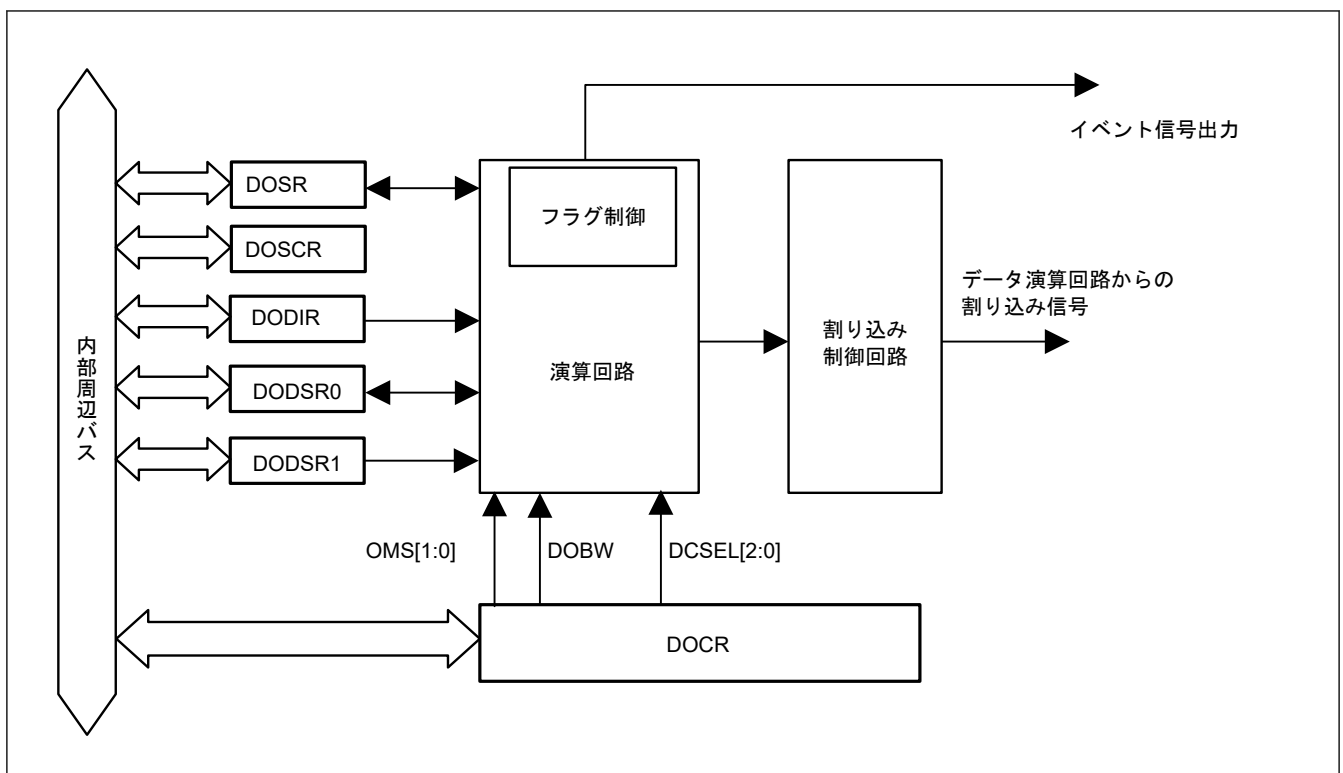 イベント信号出力
内部周辺バス
DOSR
DOSCR
DODIR
DODSR0
DODSR1
フラグ制御
演算回路
割り込み
制御回路
データ演算回路からの
割り込み信号
OMS[1:0]
DOBW
DCSEL[2:0]
DOCR